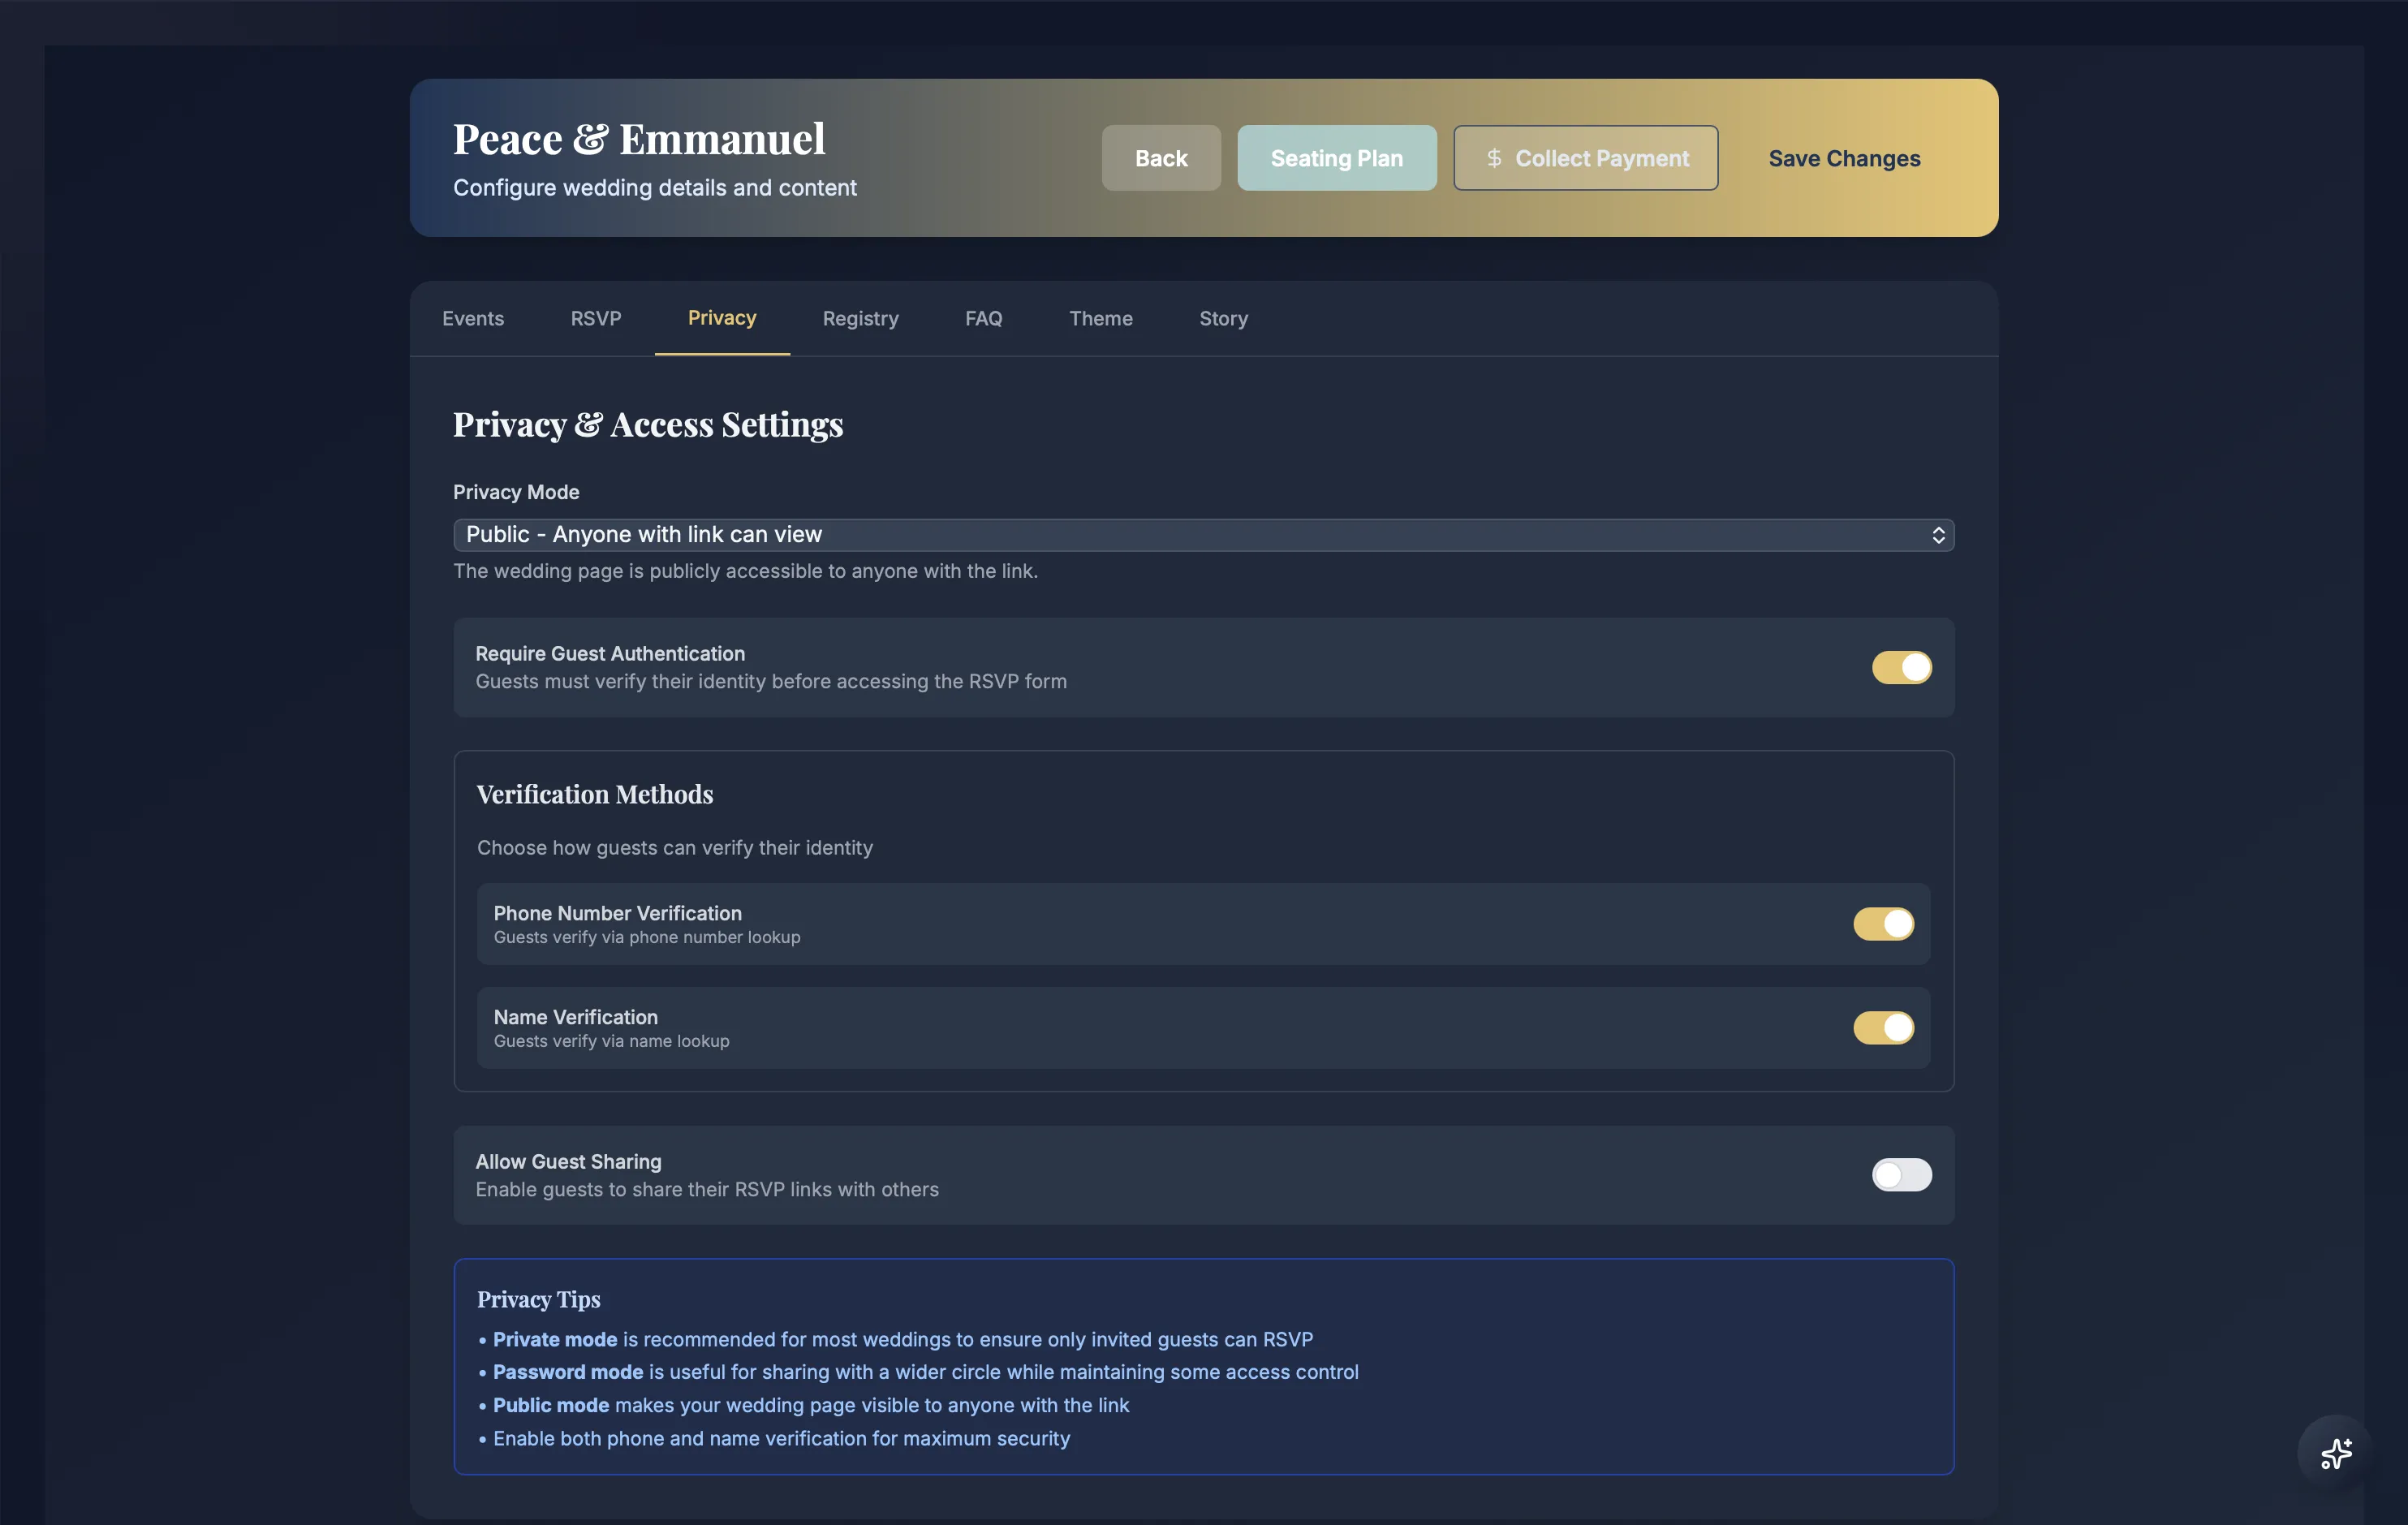 Peace & Emmanuel
Configure wedding details and content
Back
Seating Plan
$ Collect Payment
Save Changes
Events
RSVP
Privacy
Registry
FAQ
Theme
Story
Privacy & Access Settings
Privacy Mode
Public - Anyone with link can view
The wedding page is publicly accessible to anyone with the link.
Require Guest Authentication
Guests must verify their identity before accessing the RSVP form
Verification Methods
Choose how guests can verify their identity
Phone Number Verification
Guests verify via phone number lookup
Name Verification
Guests verify via name lookup
Allow Guest Sharing
Enable guests to share their RSVP links with others
Privacy Tips
• Private mode is recommended for most weddings to ensure only invited guests can RSVP
• Password mode is useful for sharing with a wider circle while maintaining some access control
• Public mode makes your wedding page visible to anyone with the link
• Enable both phone and name verification for maximum security